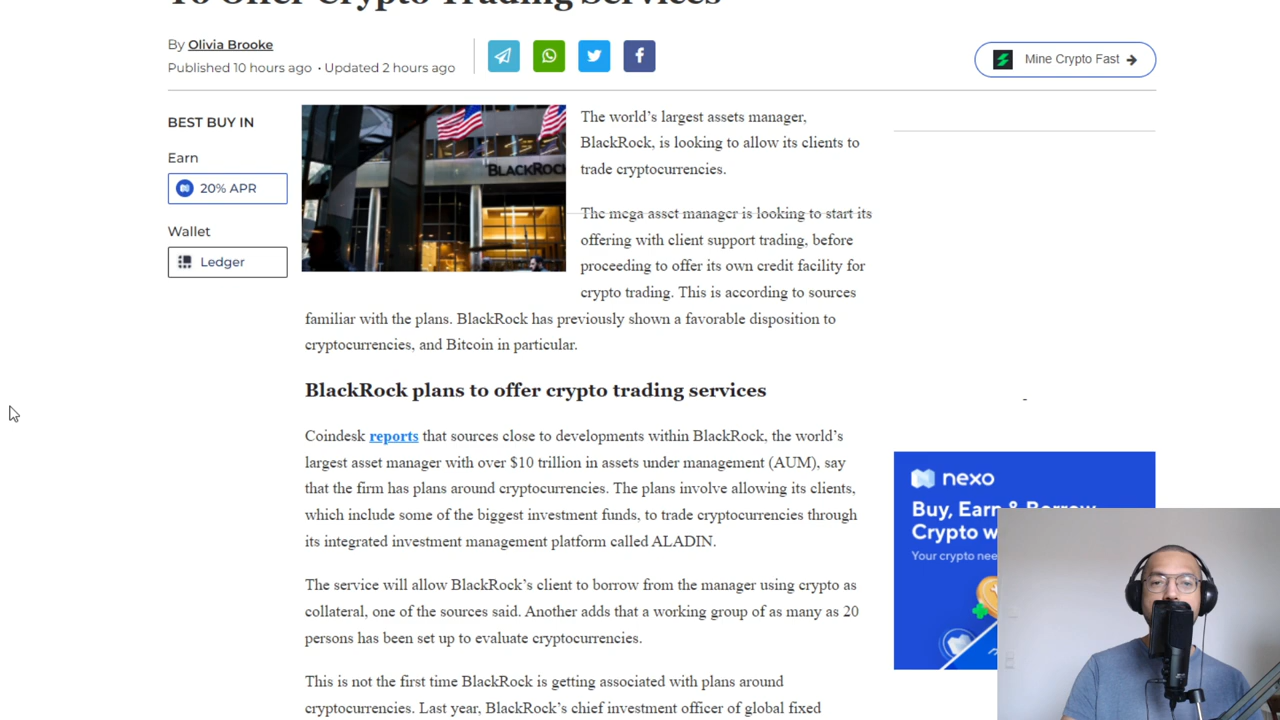 To Offer Crypto Trading Services
By Olivia Brooke
Published 10 hours ago • Updated 2 hours ago
Mine Crypto Fast
BEST BUY IN
Earn
20% APR
Wallet
Ledger
BLACKROCK
The world’s largest assets manager,
BlackRock, is looking to allow its clients to
trade cryptocurrencies.
The mega asset manager is looking to start its
offering with client support trading, before
proceeding to offer its own credit facility for
crypto trading. This is according to sources
familiar with the plans. BlackRock has previously shown a favorable disposition to
cryptocurrencies, and Bitcoin in particular.
BlackRock plans to offer crypto trading services
Coindesk reports that sources close to developments within BlackRock, the world’s
largest asset manager with over $10 trillion in assets under management (AUM), say
that the firm has plans around cryptocurrencies. The plans involve allowing its clients,
which include some of the biggest investment funds, to trade cryptocurrencies through
its integrated investment management platform called ALADIN.
The service will allow BlackRock’s client to borrow from the manager using crypto as
collateral, one of the sources said. Another adds that a working group of as many as 20
persons has been set up to evaluate cryptocurrencies.
This is not the first time BlackRock is getting associated with plans around
cryptocurrencies. Last year, BlackRock’s chief investment officer of global fixed
nexo
Buy, Earn & Borrow
Crypto w
Your crypto nee